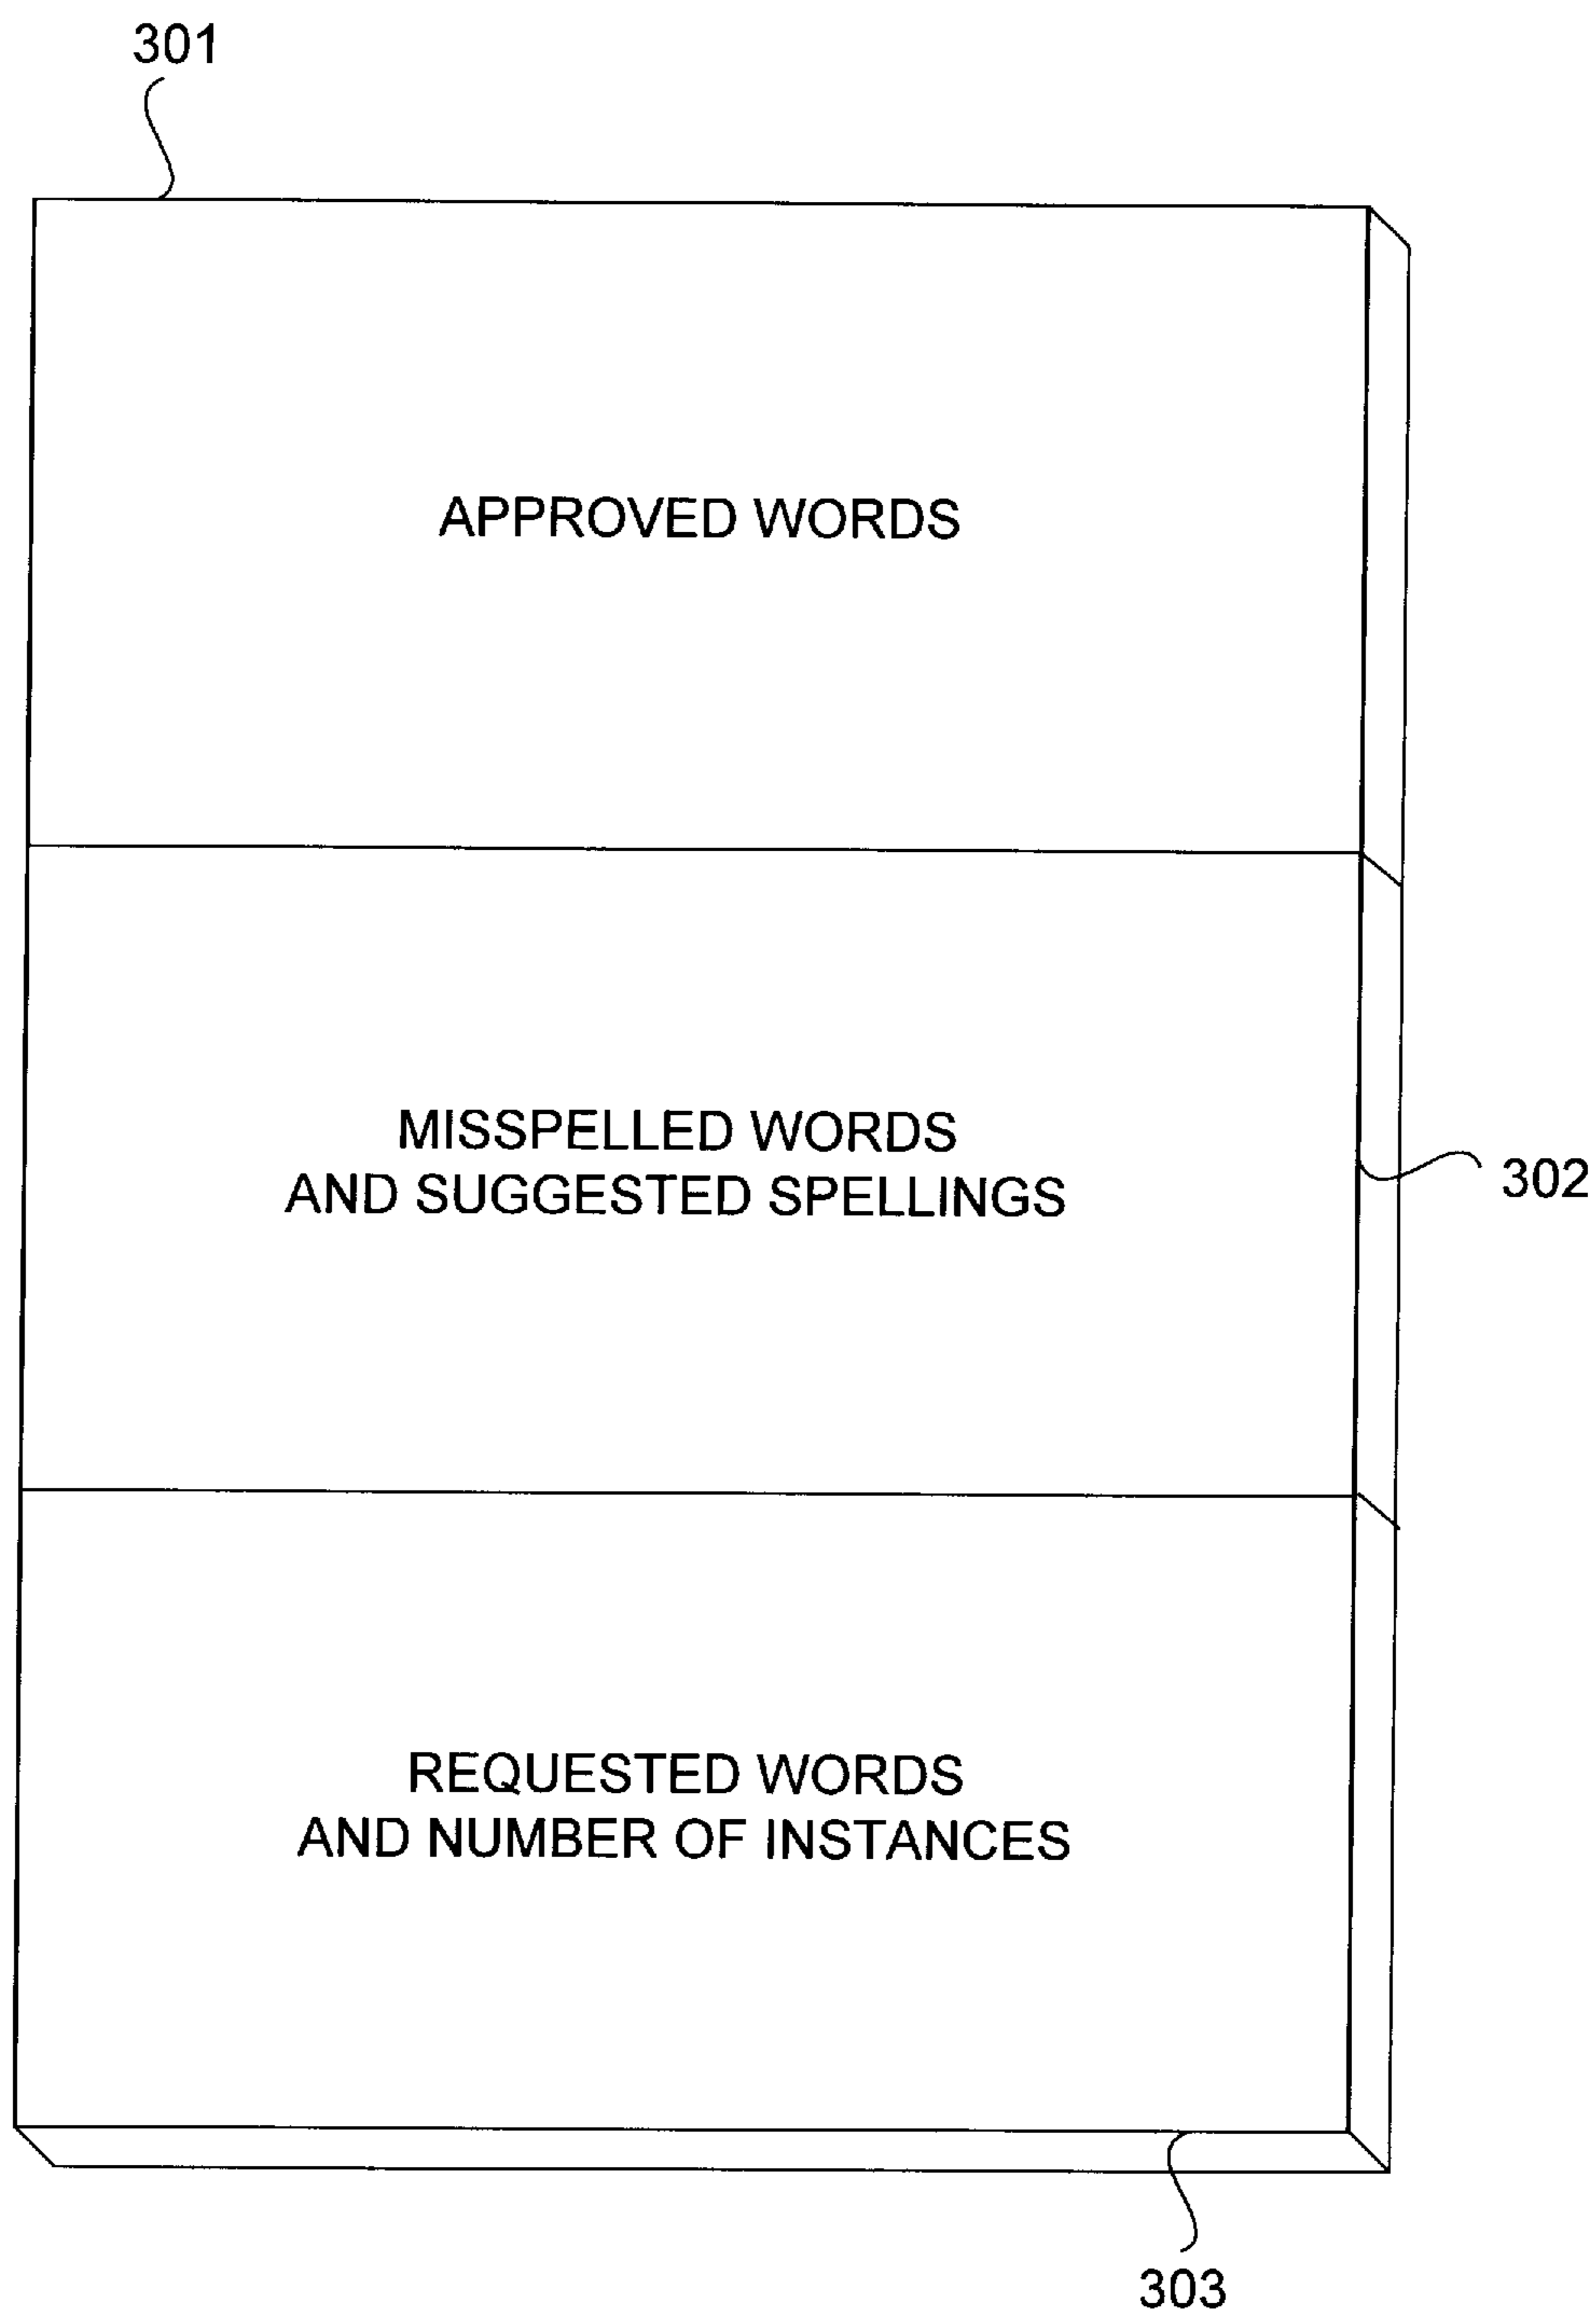 301
APPROVED WORDS
MISSPELLED WORDS
AND SUGGESTED SPELLINGS
302
REQUESTED WORDS
AND NUMBER OF INSTANCES
303